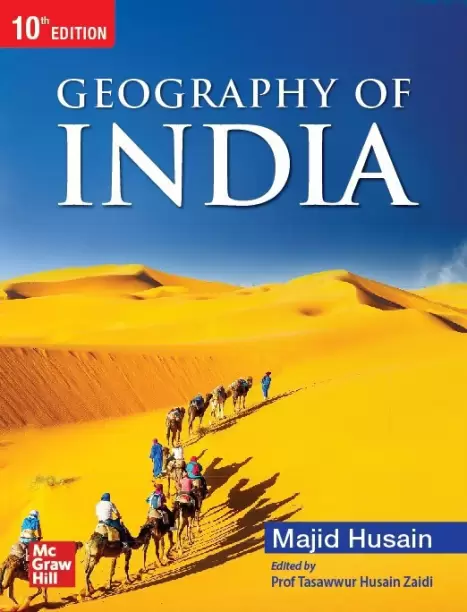 10th EDITION
GEOGRAPHY OF
INDIA
Majid Husain
Edited by
Prof Tasawwur Husain Zaidi
Mc
Graw
Hill